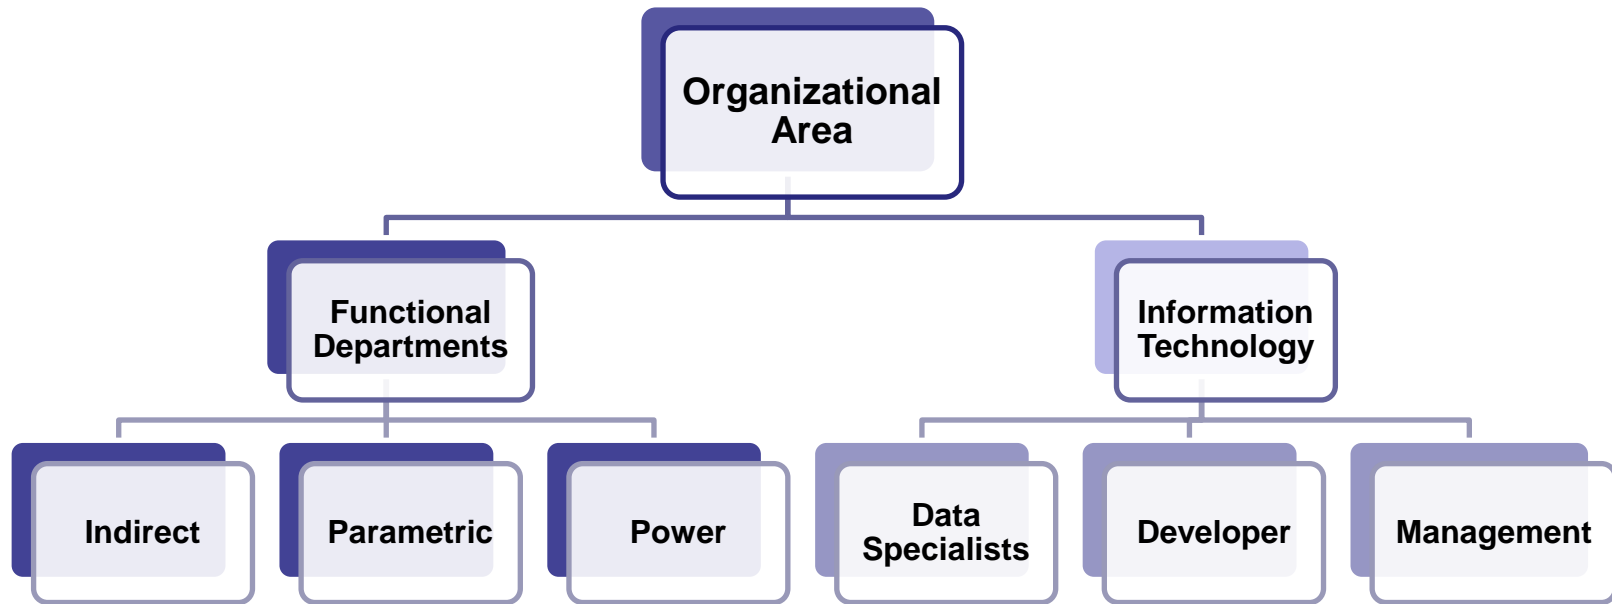 Organizational
Area
Functional
Departments
Information
Technology
Indirect
Parametric
Power
Data
Specialists
Developer
Management